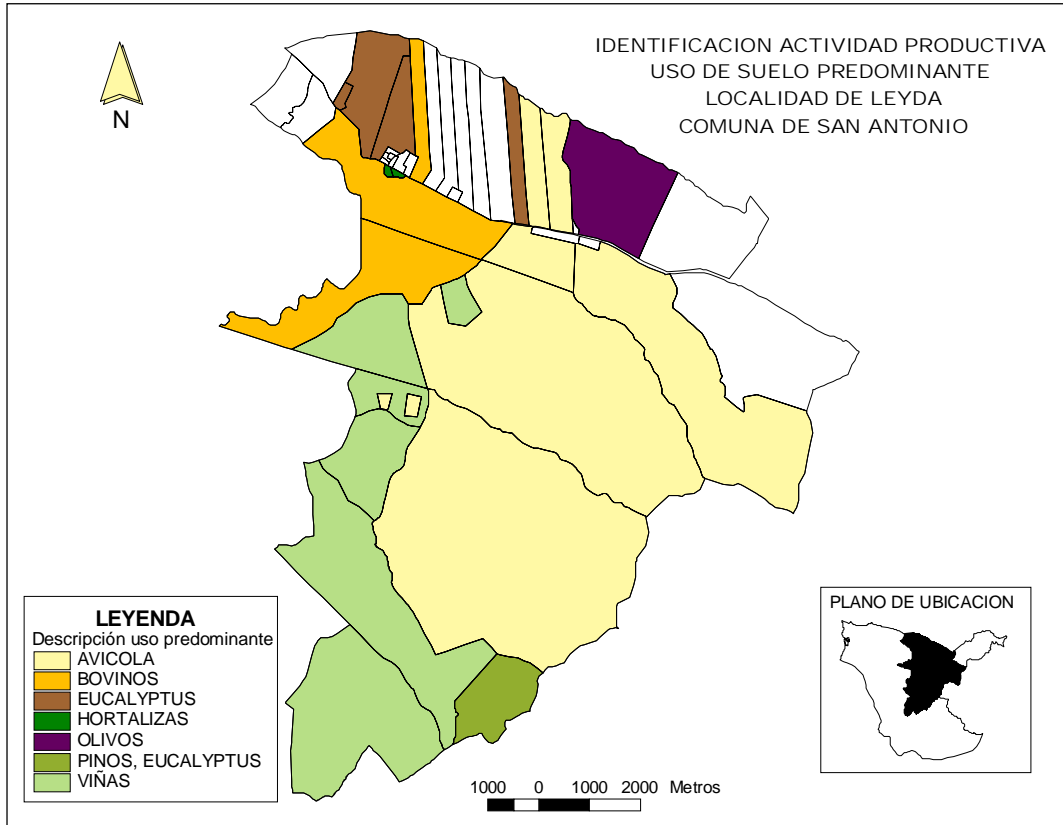 IDENTIFICACION ACTIVIDAD PRODUCTIVA
USO DE SUELO PREDOMINANTE
LOCALIDAD DE LEYDA
COMUNA DE SAN ANTONIO
N
LEYENDA
Descripción uso predominante
AVICOLA
BOVINOS
EUCALYPTUS
HORTALIZAS
OLIVOS
PINOS, EUCALYPTUS
VIÑAS
PLANO DE UBICACION
1000 0 1000 2000 Metros